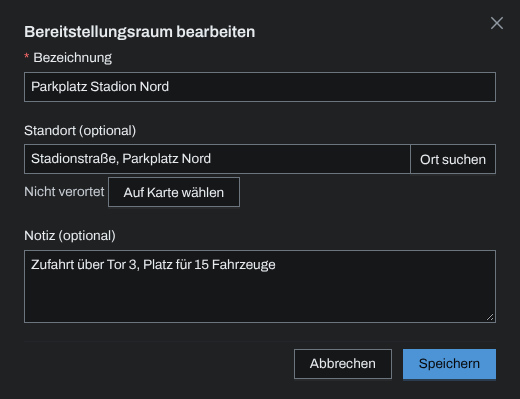 Bereitstellungsraum bearbeiten
* Bezeichnung
Parkplatz Stadion Nord
Standort (optional)
Stadionstraße, Parkplatz Nord
Ort suchen
Nicht verortet
Auf Karte wählen
Notiz (optional)
Zufahrt über Tor 3, Platz für 15 Fahrzeuge
Abbrechen
Speichern